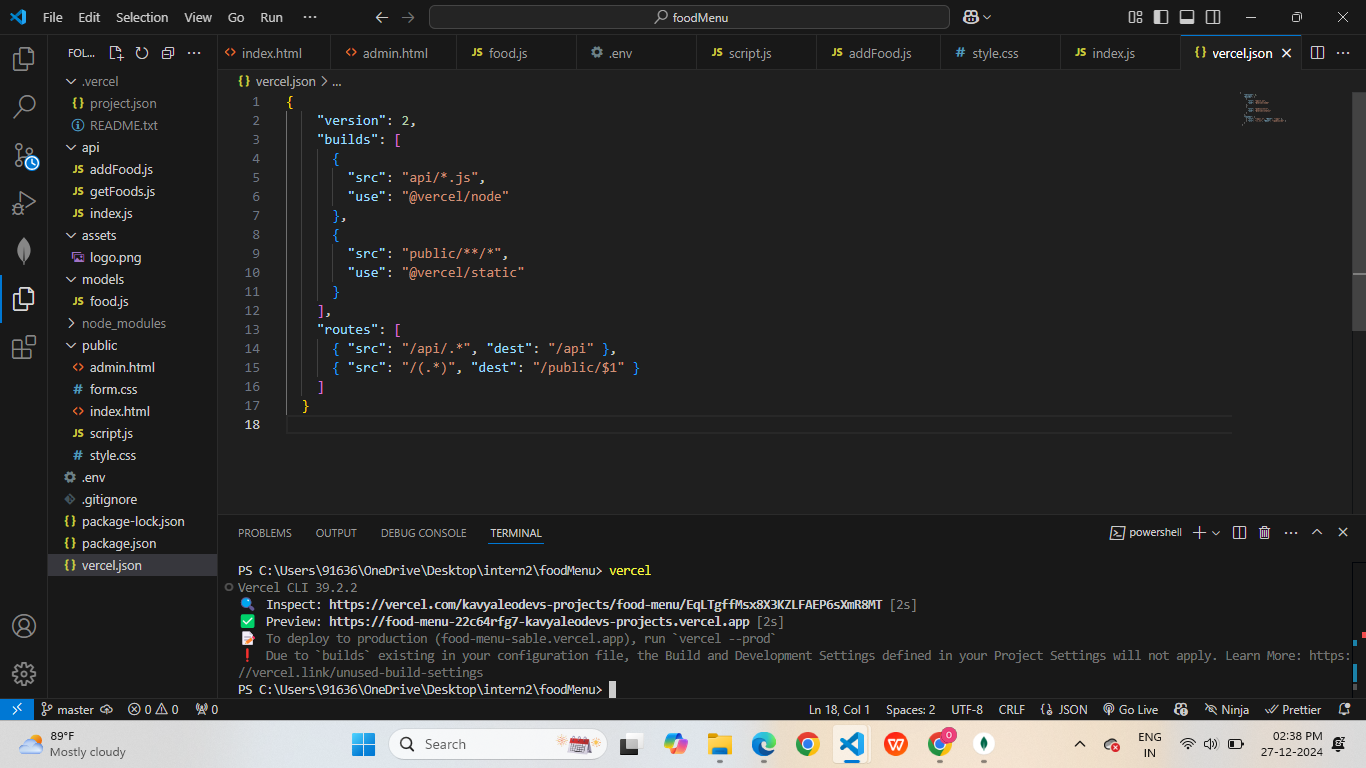 File Edit Selection View Go Run ··· foodMenu
FOL...
index.html admin.html food.js .env script.js addFood.js style.css index.js vercel.json
vercel.json > ...
.vercel
project.json
README.txt
api
addFood.js
getFoods.js
index.js
assets
logo.png
models
food.js
node_modules
public
admin.html
form.css
index.html
script.js
style.css
.env
.gitignore
package-lock.json
package.json
vercel.json
1 {
2 "version": 2,
3 "builds": [
4 {
5 "src": "api/*.js",
6 "use": "@vercel/node"
7 },
8 {
9 "src": "public/**/*",
10 "use": "@vercel/static"
11 }
12 ],
13 "routes": [
14 { "src": "/api/.*", "dest": "/api" },
15 { "src": "/(.*)", "dest": "/public/$1" }
16 ]
17 }
18
PROBLEMS OUTPUT DEBUG CONSOLE TERMINAL powershell
PS C:\Users\91636\OneDrive\Desktop\intern2\foodMenu> vercel
Vercel CLI 39.2.2
Inspect: https://vercel.com/kavyaleodevs-projects/food-menu/EqLTgffMsx8X3KZLFAEP6sXmR8MT [2s]
Preview: https://food-menu-22c64rfg7-kavyaleodevs-projects.vercel.app [2s]
To deploy to production (food-menu-sable.vercel.app), run `vercel --prod`
Due to `builds` existing in your configuration file, the Build and Development Settings defined in your Project Settings will not apply. Learn More: https:
//vercel.link/unused-build-settings
PS C:\Users\91636\OneDrive\Desktop\intern2\foodMenu>
master 0 0 0 Ln 18, Col 1 Spaces: 2 UTF-8 CRLF JSON Go Live Ninja Prettier
89°F
Mostly cloudy
Search
0
ENG
IN
02:38 PM
27-12-2024